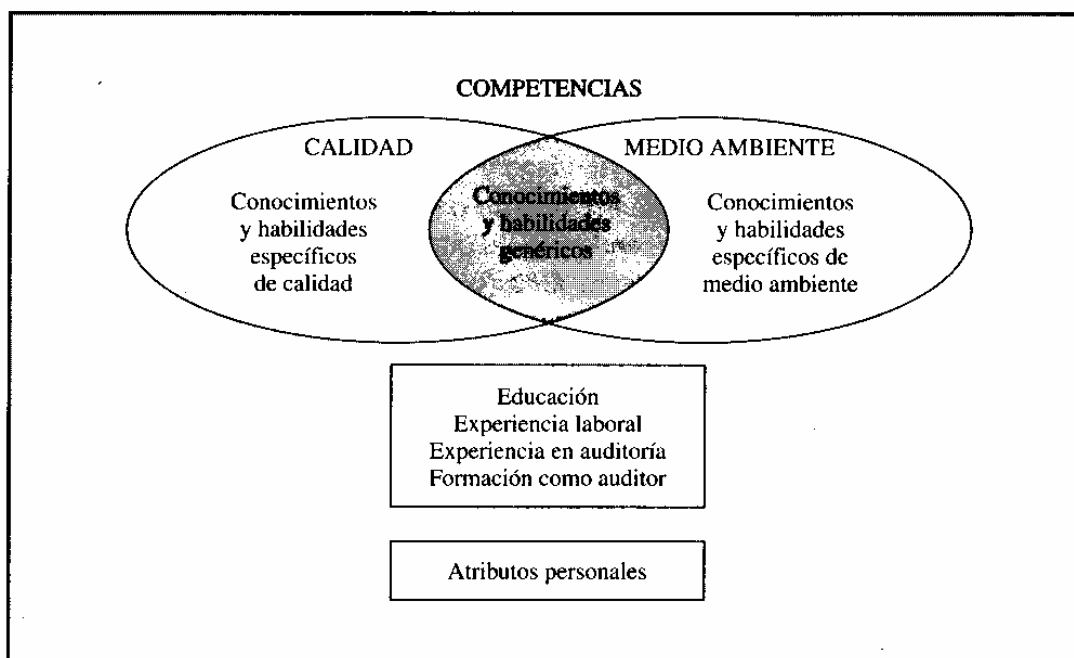 COMPETENCIAS
CALIDAD
MEDIO AMBIENTE
Conocimientos
y habilidades
específicos
de calidad
Conocimientos
y habilidades
genéricos
Conocimientos
y habilidades
específicos de
medio ambiente
Educación
Experiencia laboral
Experiencia en auditoría
Formación como auditor
Atributos personales